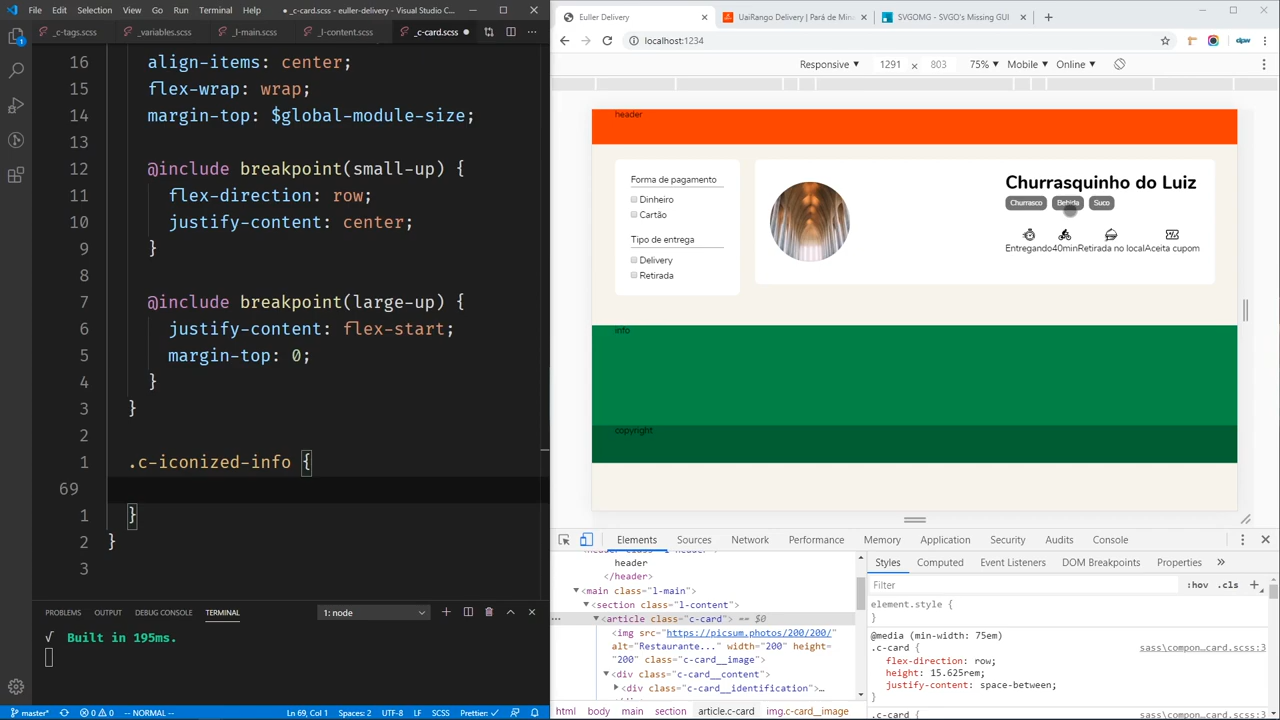 File Edit Selection View Go Run Terminal Help
● _c-card.scss - euller-delivery - Visual Studio C...
_c-tags.scss _variables.scss _l-main.scss _l-content.scss _c-card.scss ●
16 align-items: center;
15 flex-wrap: wrap;
14 margin-top: $global-module-size;
13
12 @include breakpoint(small-up) {
11 flex-direction: row;
10 justify-content: center;
9 }
8
7 @include breakpoint(large-up) {
6 justify-content: flex-start;
5 margin-top: 0;
4 }
3 }
2
1 .c-iconized-info {
69
1 }
2 }
3
PROBLEMS OUTPUT DEBUG CONSOLE TERMINAL 1: node
√ Built in 195ms.
master* 0 0 -- NORMAL -- Ln 69, Col 1 Spaces: 2 UTF-8 LF SCSS Prettier: ✓
Euller Delivery UaiRango Delivery | Pará de Min SVGOMG - SVGO's Missing GUI
localhost:1234
dpw
Responsive 1291 x 803 75% Mobile Online
header
Forma de pagamento
Dinheiro
Cartão
Tipo de entrega
Delivery
Retirada
Churrasquinho do Luiz
Churrasco Bebida Suco
Entregando40minRetirada no localAceita cupom
info
copyright
Elements Sources Network Performance Memory Application Security Audits Console
header
</header>
<main class="l-main">
<section class="l-content">
<article class="c-card"> == $0
<img src="https://picsum.photos/200/200/"
alt="Restaurante..." width="200" height=
"200" class="c-card__image">
<div class="c-card__content">
<div class="c-card__identification">…
html body main section article.c-card img.c-card__image
Styles Computed Event Listeners DOM Breakpoints Properties
Filter :hov .cls
element.style {
}
@media (min-width: 75em)
.c-card { sass\compon…card.scss:3
flex-direction: row;
height: 15.625rem;
justify-content: space-between;
}
.c-card { sass\compon…card.scss:3